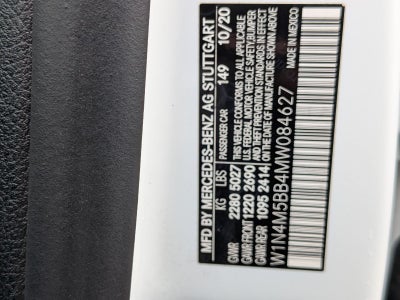 MFD BY MERCEDES-BENZ AG STUTTGART
PASSENGER CAR 149 10/20
KG LBS
GVWR 2280 5027
GAWR FRONT 1220 2690
GAWR REAR 1095 2414
THIS VEHICLE CONFORMS TO ALL APPLICABLE
U.S. FEDERAL MOTOR VEHICLE SAFETY, BUMPER
AND THEFT PREVENTION STANDARDS IN EFFECT
ON THE DATE OF MANUFACTURE SHOWN ABOVE
W1N4M5BB4MW084627
MADE IN MEXICO